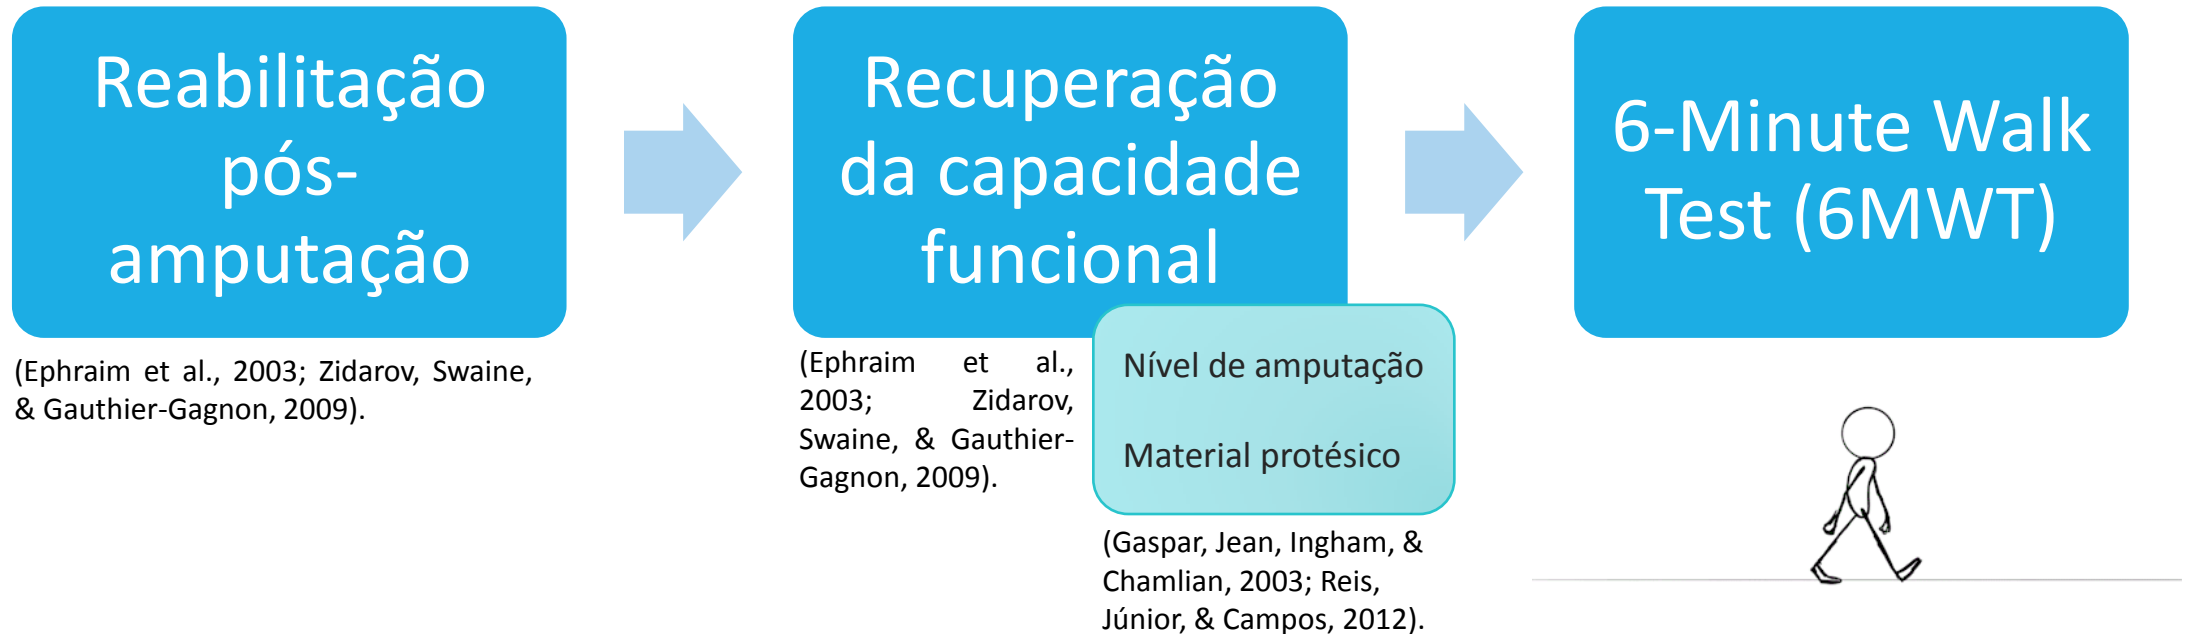 Reabilitação
pós-
amputação
(Ephraim et al., 2003; Zidarov, Swaine,
& Gauthier-Gagnon, 2009).
Recuperação
da capacidade
funcional
(Ephraim et al.,
2003; Zidarov,
Swaine, & Gauthier-
Gagnon, 2009).
Nível de amputação
Material protésico
(Gaspar, Jean, Ingham, &
Chamlian, 2003; Reis,
Júnior, & Campos, 2012).
6-Minute Walk
Test (6MWT)